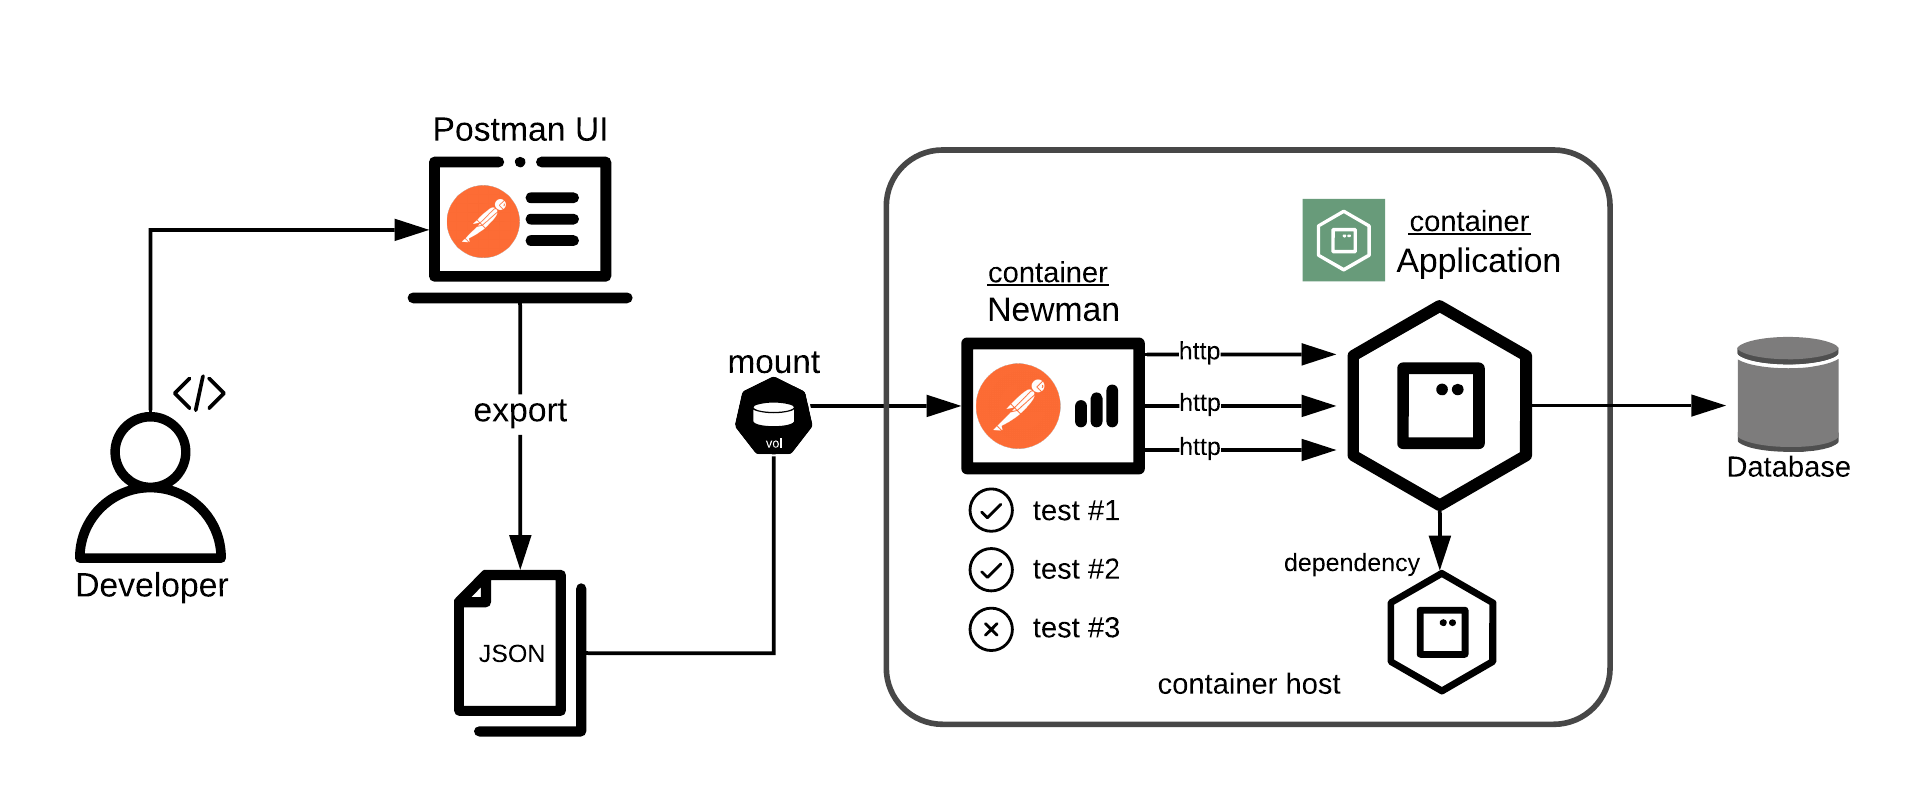 Postman UI
export
JSON
Developer
</>
mount
vol
container
Newman
http
http
http
test #1
test #2
test #3
container
Application
dependency
container host
Database